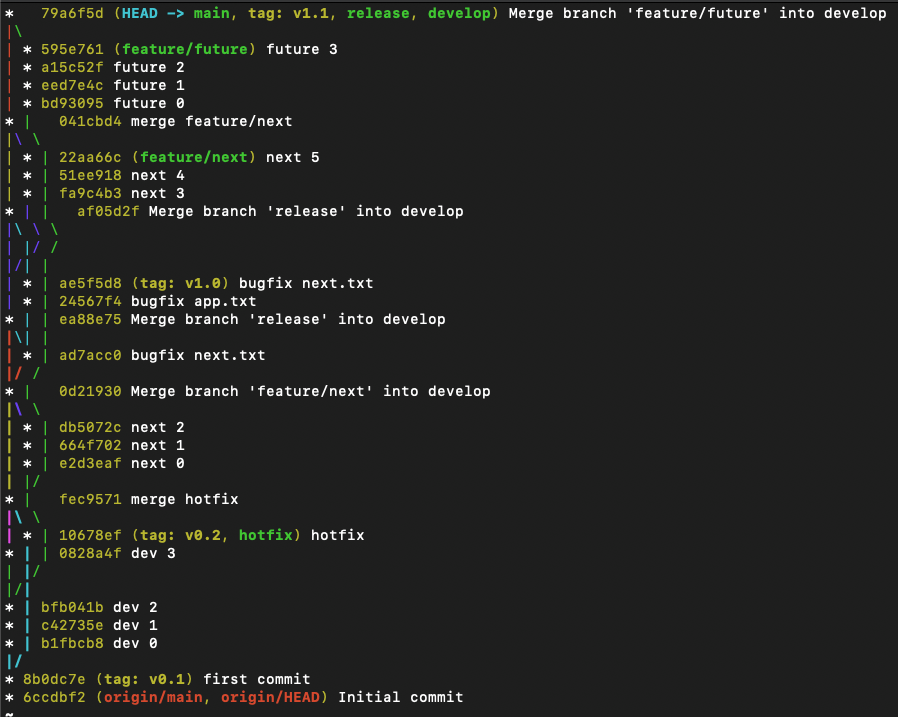 *   79a6f5d (HEAD -> main, tag: v1.1, release, develop) Merge branch 'feature/future' into develop
|\
| * 595e761 (feature/future) future 3
| * a15c52f future 2
| * eed7e4c future 1
| * bd93095 future 0
* |   041cbd4 merge feature/next
|\ \
| * | 22aa66c (feature/next) next 5
| * | 51ee918 next 4
| * | fa9c4b3 next 3
* | |   af05d2f Merge branch 'release' into develop
|\ \ \
| |/ /
|/| |
| * | ae5f5d8 (tag: v1.0) bugfix next.txt
| * | 24567f4 bugfix app.txt
* | | ea88e75 Merge branch 'release' into develop
|\| |
| * | ad7acc0 bugfix next.txt
|/ /
* |   0d21930 Merge branch 'feature/next' into develop
|\ \
| * | db5072c next 2
| * | 664f702 next 1
| * | e2d3eaf next 0
| |/
* |   fec9571 merge hotfix
|\ \
| * | 10678ef (tag: v0.2, hotfix) hotfix
* | | 0828a4f dev 3
| |/
|/|
* | bfb041b dev 2
* | c42735e dev 1
* | b1fbcb8 dev 0
|/
* 8b0dc7e (tag: v0.1) first commit
* 6ccdbf2 (origin/main, origin/HEAD) Initial commit
~